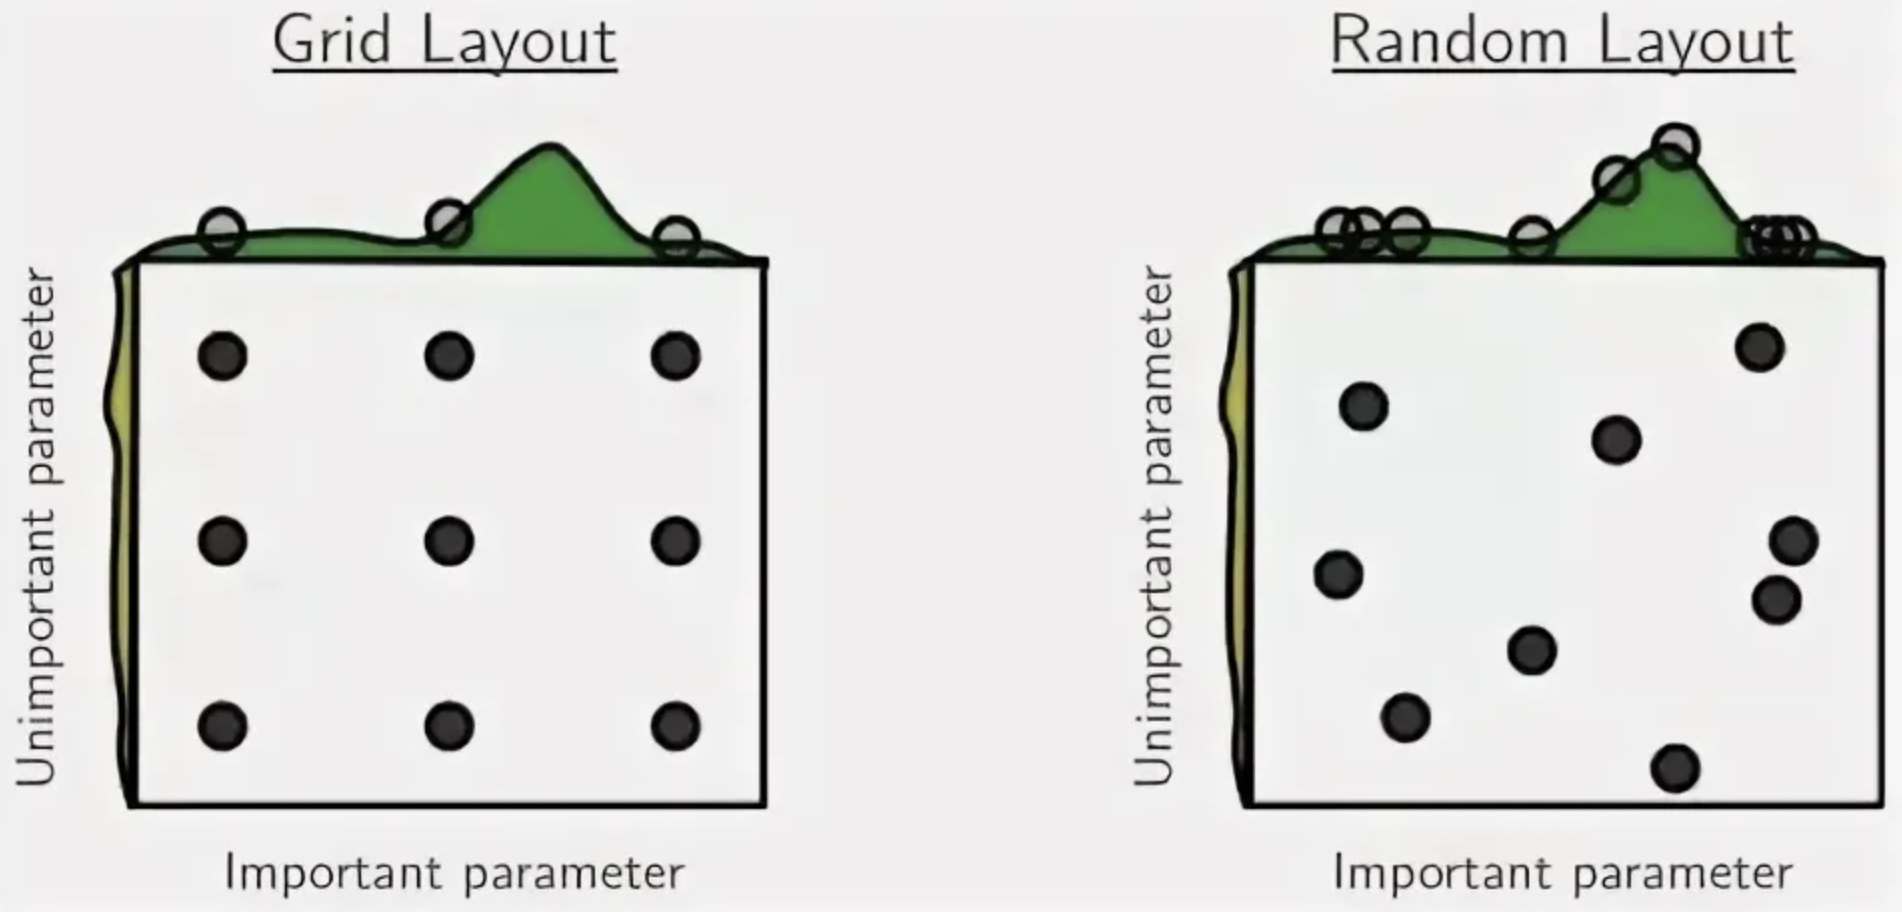 Grid Layout
Unimportant parameter
Important parameter
Random Layout
Unimportant parameter
Important parameter